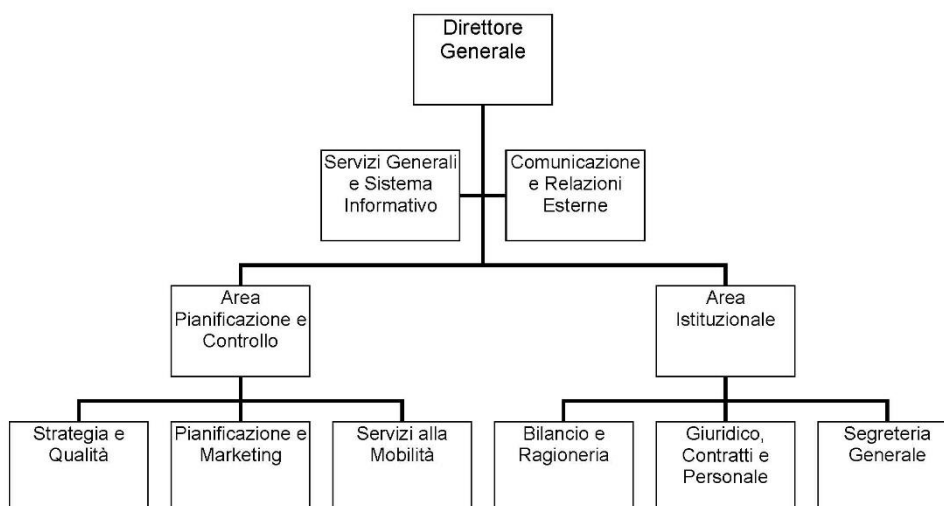 Direttore
Generale
Servizi Generali
e Sistema
Informativo
Comunicazione
e Relazioni
Esterne
Area
Pianificazione e
Controllo
Area
Istituzionale
Strategia e
Qualità
Pianificazione e
Marketing
Servizi alla
Mobilità
Bilancio e
Ragioneria
Giuridico,
Contratti e
Personale
Segreteria
Generale